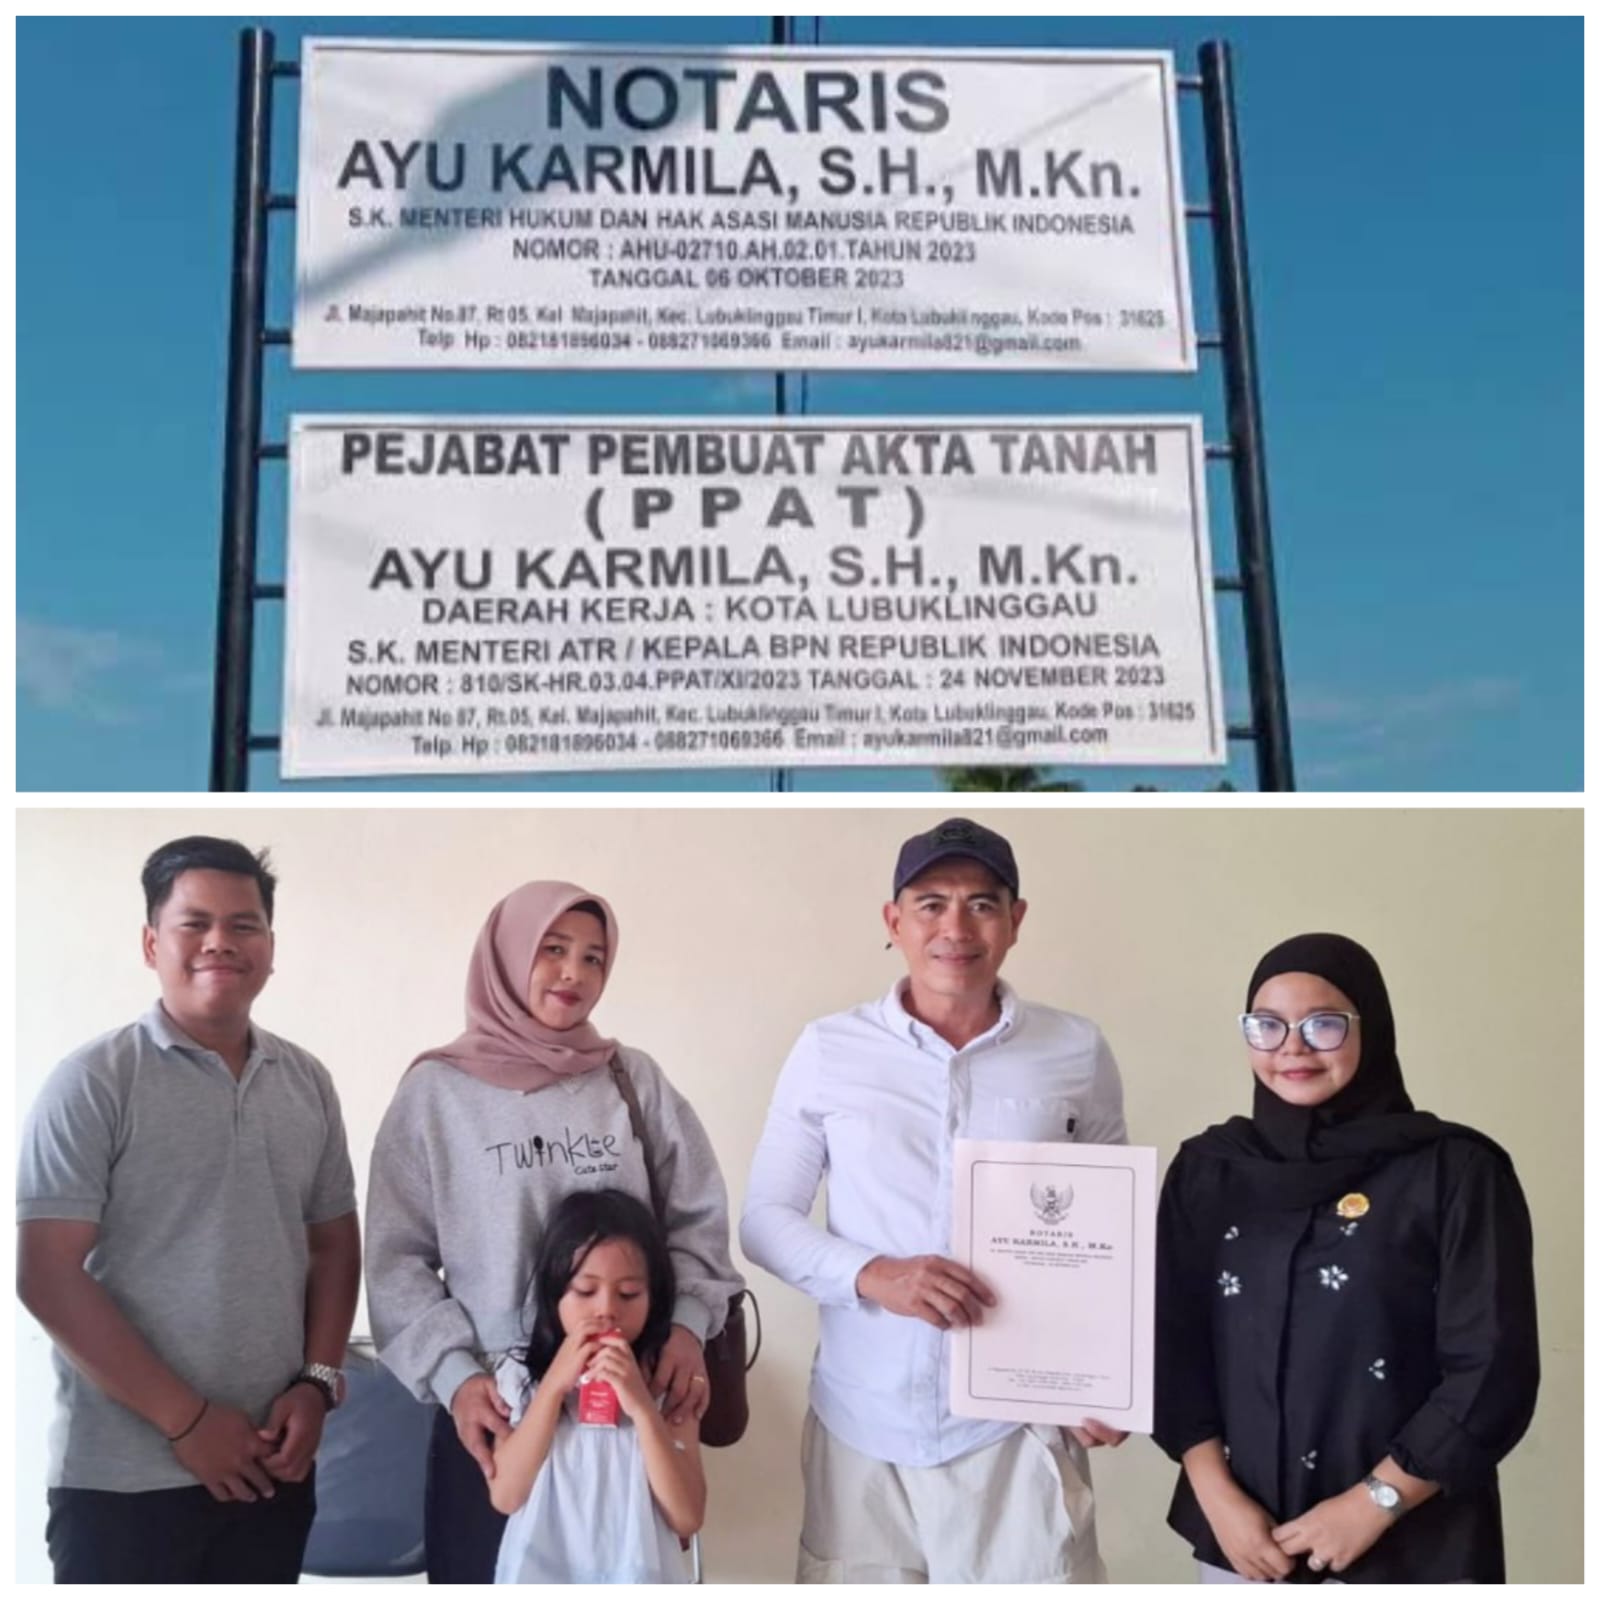 NOTARIS
AYU KARMILA, S.H., M.Kn.
S.K. MENTERI HUKUM DAN HAK ASASI MANUSIA REPUBLIK INDONESIA
NOMOR : AHU-02710.AH.02.01.TAHUN 2023
TANGGAL 06 OKTOBER 2023
Jl. Majapahit No.87, Rt.05, Kel. Majapahit, Kec. Lubuklinggau Timur I, Kota Lubuklinggau, Kode Pos : 31625
Telp. Hp : 082181896034 - 088271069366 Email : ayukarmila821@gmail.com
PEJABAT PEMBUAT AKTA TANAH
( P P A T )
AYU KARMILA, S.H., M.Kn.
DAERAH KERJA : KOTA LUBUKLINGGAU
S.K. MENTERI ATR / KEPALA BPN REPUBLIK INDONESIA
NOMOR : 810/SK-HR.03.04.PPAT/XI/2023 TANGGAL : 24 NOVEMBER 2023
Jl. Majapahit No 87, Rt.05, Kel. Majapahit, Kec. Lubuklinggau Timur I, Kota Lubuklinggau, Kode Pos : 31625
Telp. Hp : 082181896034 - 088271069366 Email : ayukarmila821@gmail.com
Twinkle
Cute star
NOTARIS
AYU KARMILA, S.H., M.Kn